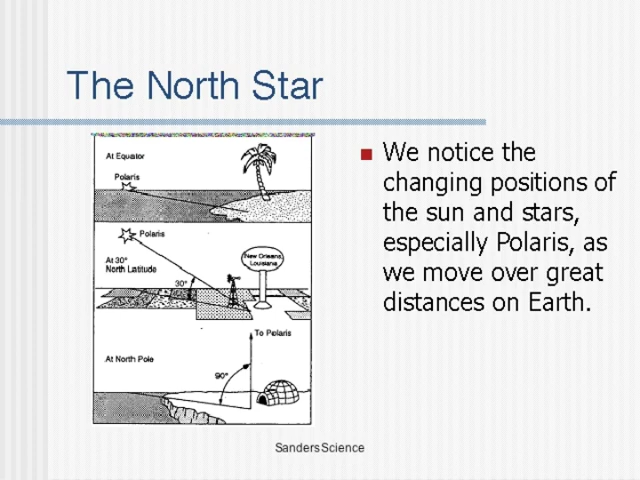 The North Star
At Equator
Polaris
Polaris
At 30°
North Latitude
30°
New Orleans,
Louisiana
To Polaris
At North Pole
90°
We notice the
changing positions of
the sun and stars,
especially Polaris, as
we move over great
distances on Earth.
SandersScience